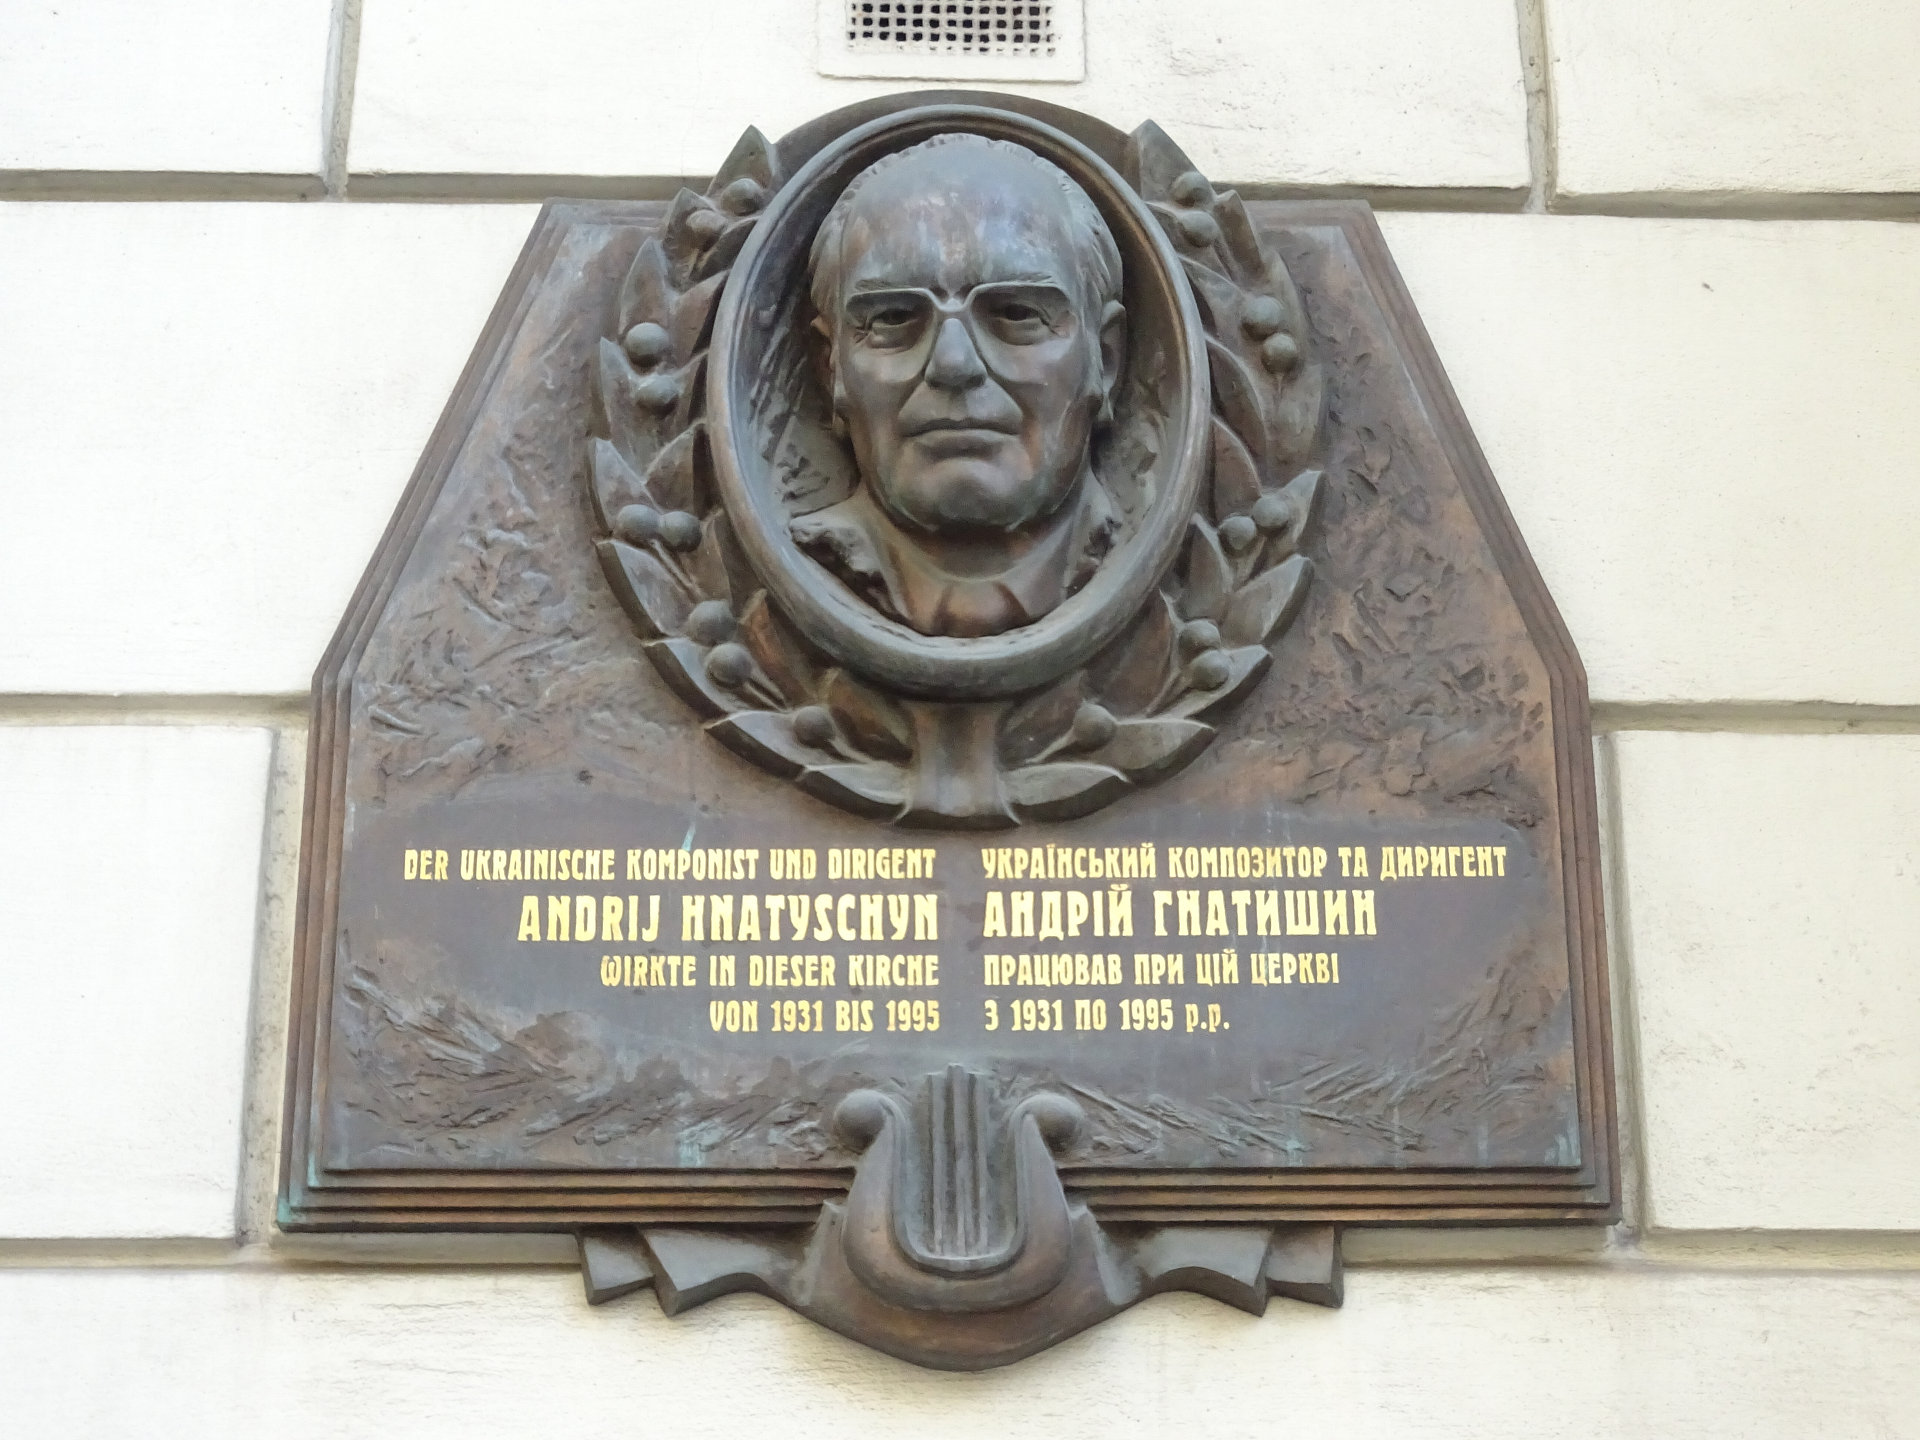 DER UKRAINISCHE KOMPONIST UND DIRIGENT
ANDRIJ HNATYSCHYN
WIRKTE IN DIESER KIRCHE
VON 1931 BIS 1995
УКРАЇНСЬКИЙ КОМПОЗИТОР ТА ДИРИГЕНТ
АНДРІЙ ГНАТИШИН
ПРАЦЮВАВ ПРИ ЦІЙ ЦЕРКВІ
З 1931 ПО 1995 р.р.